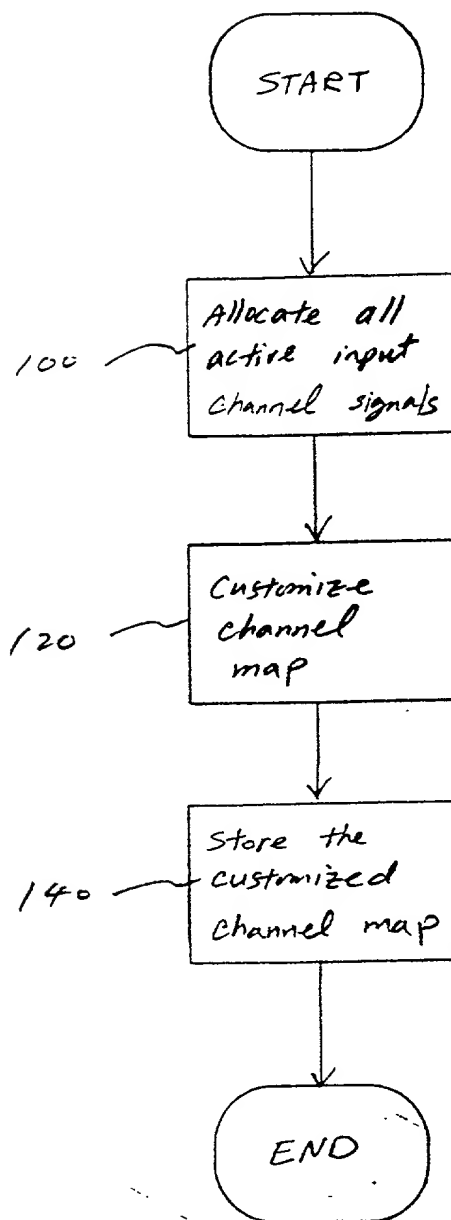 START
Allocate all
100
active input
channel signals
Customize
120
channel
map
Store the
140
customized
channel map
END